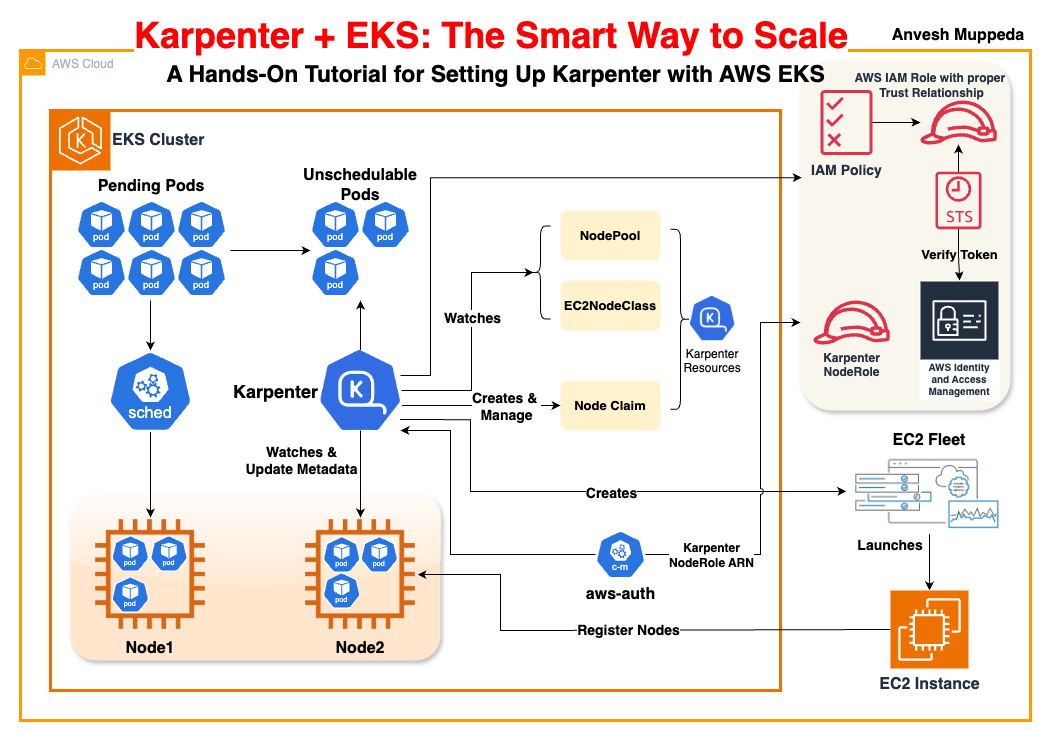 Karpenter + EKS: The Smart Way to Scale
Anvesh Muppeda
AWS Cloud
A Hands-On Tutorial for Setting Up Karpenter with AWS EKS
AWS IAM Role with proper
Trust Relationship
EKS Cluster
IAM Policy
Pending Pods
Unschedulable
Pods
pod
pod
pod
pod
pod
pod
pod
pod
pod
pod
pod
STS
NodePool
Verify Token
EC2NodeClass
Watches
Karpenter
Resources
Karpenter
NodeRole
AWS Identity
and Access
Management
sched
Karpenter
Creates &
Manage
Node Claim
Watches &
Update Metadata
EC2 Fleet
Creates
Launches
c-m
aws-auth
Karpenter
NodeRole ARN
pod
pod
pod
pod
Node1
Node2
Register Nodes
EC2 Instance